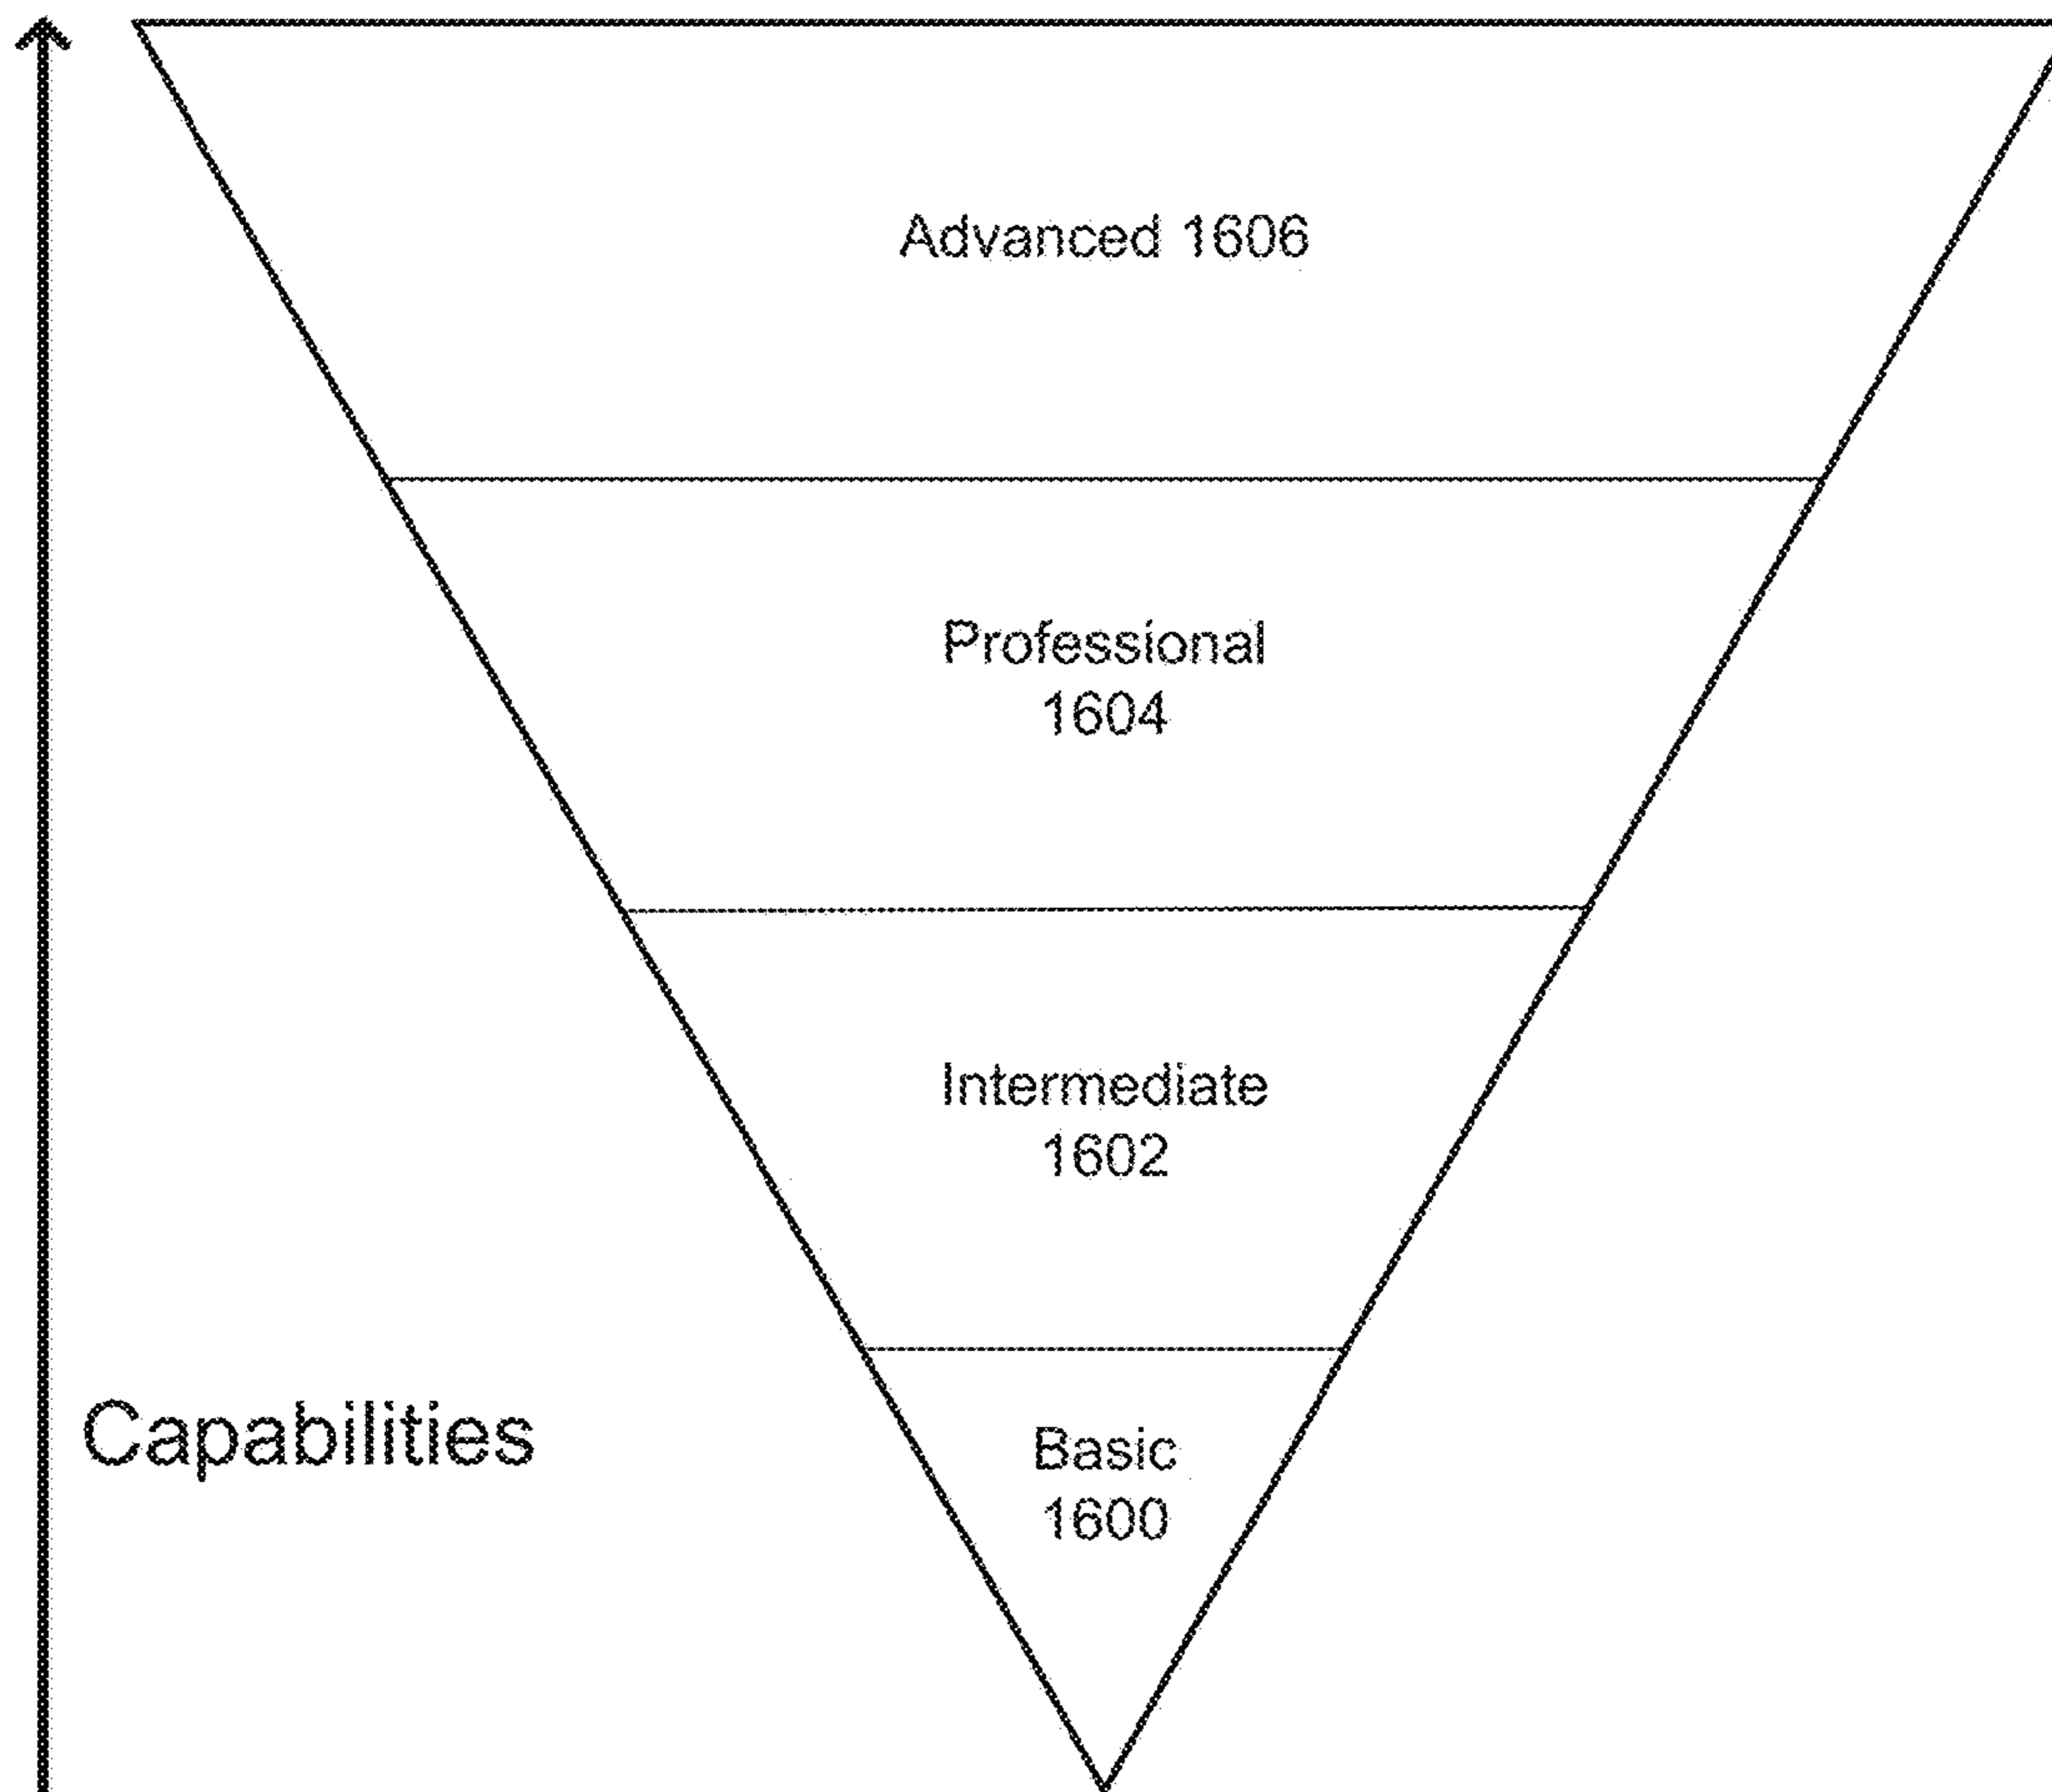 Advanced 1606
Professional
1604
Intermediate
1602
Capabilities
Basic
1600